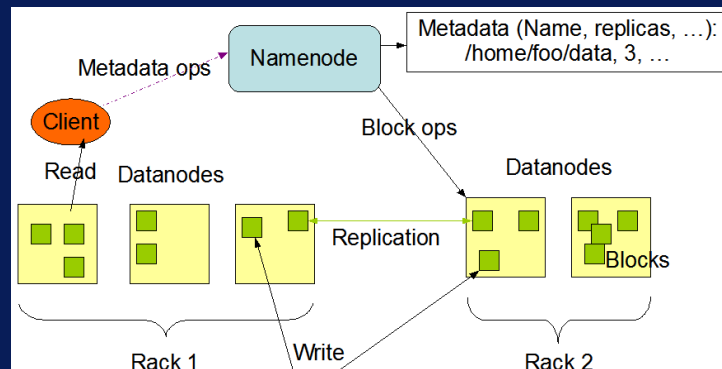 Metadata (Name, replicas, …):
/home/foo/data, 3, …
Namenode
Metadata ops
Client
Block ops
Read
Datanodes
Datanodes
Replication
Blocks
Rack 1
Write
Rack 2